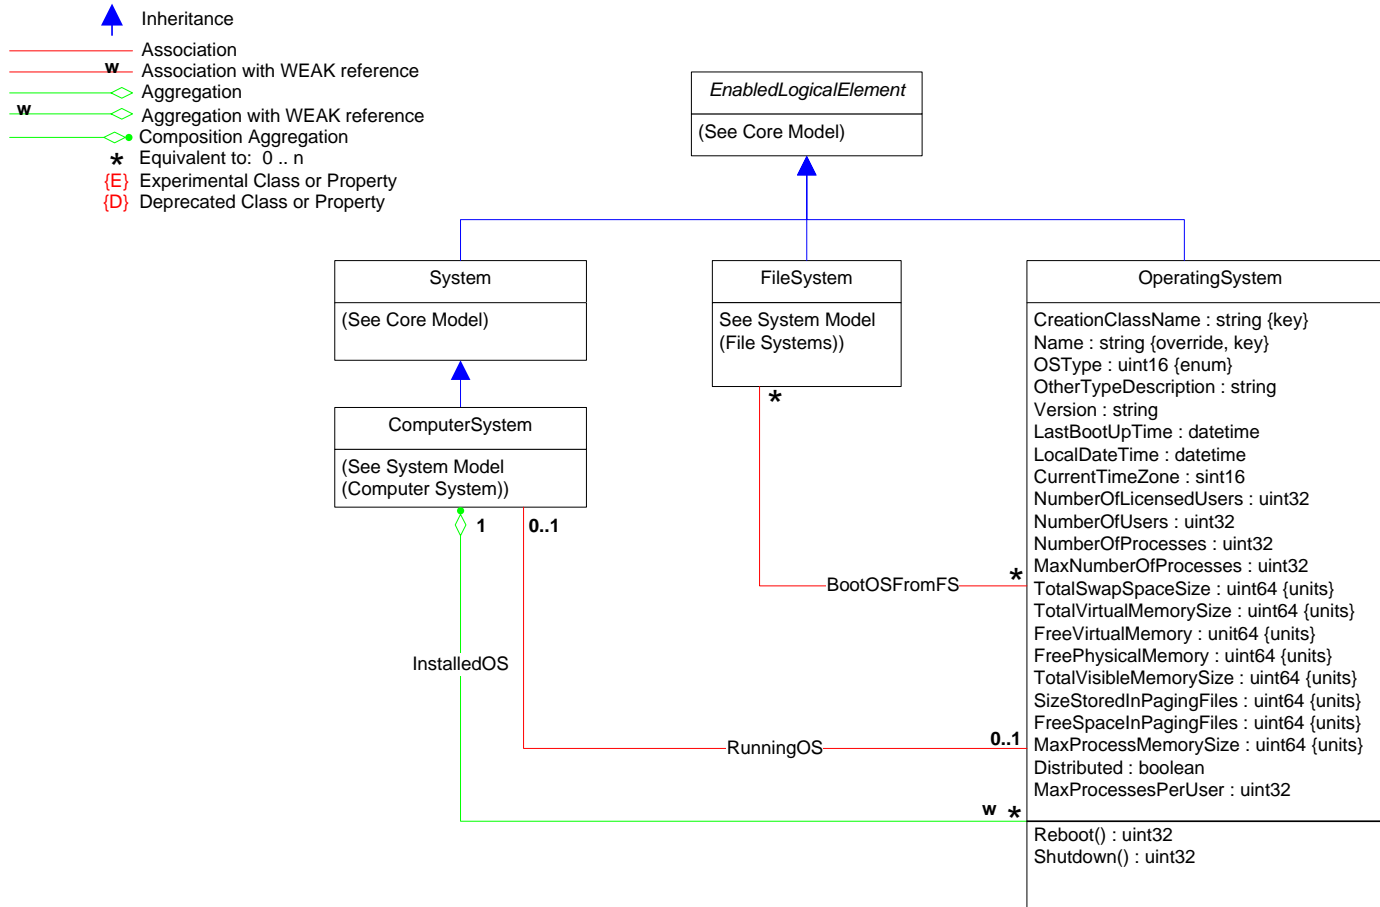 Inheritance
Association
w
Association with WEAK reference
Aggregation
w
Aggregation with WEAK reference
Composition Aggregation
* Equivalent to: 0 .. n
{E} Experimental Class or Property
{D} Deprecated Class or Property
EnabledLogicalElement
(See Core Model)
System
(See Core Model)
FileSystem
See System Model
(File Systems))
ComputerSystem
(See System Model
(Computer System))
OperatingSystem
CreationClassName : string {key}
Name : string {override, key}
OSType : uint16 {enum}
OtherTypeDescription : string
Version : string
LastBootUpTime : datetime
LocalDateTime : datetime
CurrentTimeZone : sint16
NumberOfLicensedUsers : uint32
NumberOfUsers : uint32
NumberOfProcesses : uint32
MaxNumberOfProcesses : uint32
TotalSwapSpaceSize : uint64 {units}
TotalVirtualMemorySize : uint64 {units}
FreeVirtualMemory : unit64 {units}
FreePhysicalMemory : uint64 {units}
TotalVisibleMemorySize : uint64 {units}
SizeStoredInPagingFiles : uint64 {units}
FreeSpaceInPagingFiles : uint64 {units}
MaxProcessMemorySize : uint64 {units}
Distributed : boolean
MaxProcessesPerUser : uint32
Reboot() : uint32
Shutdown() : uint32
*
1
0..1
BootOSFromFS
*
InstalledOS
RunningOS
0..1
w *